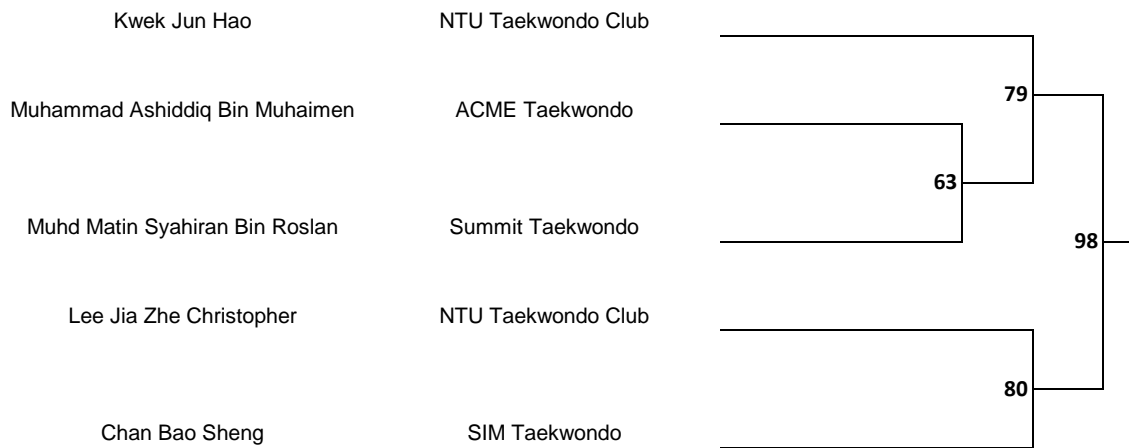 Kwek Jun Hao NTU Taekwondo Club
79
Muhammad Ashiddiq Bin Muhaimen ACME Taekwondo
63
Muhd Matin Syahiran Bin Roslan Summit Taekwondo
98
Lee Jia Zhe Christopher NTU Taekwondo Club
80
Chan Bao Sheng SIM Taekwondo